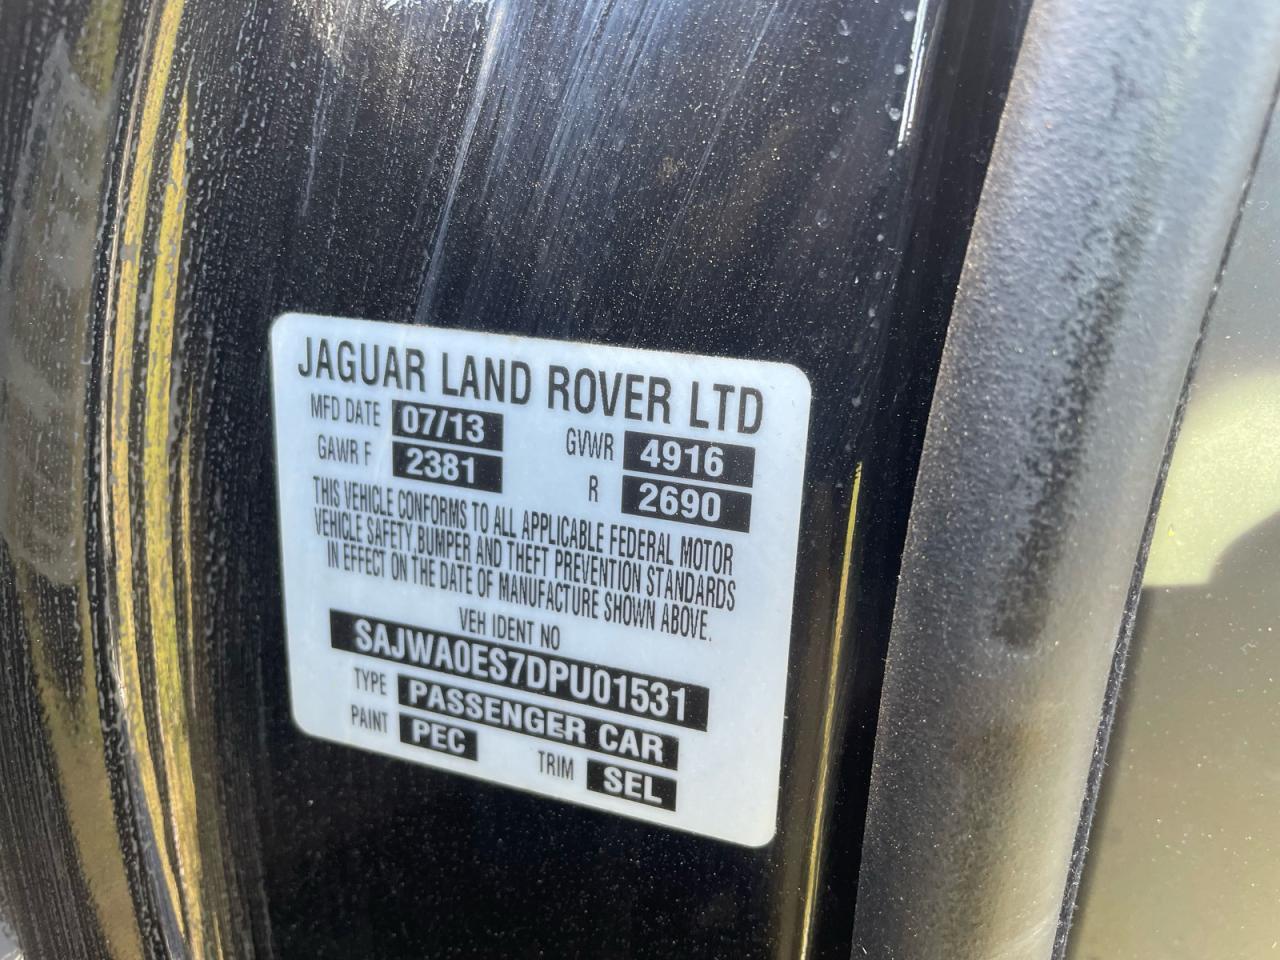 JAGUAR LAND ROVER LTD
MFD DATE 07/13 GVWR 4916
GAWR F 2381 R 2690
THIS VEHICLE CONFORMS TO ALL APPLICABLE FEDERAL MOTOR
VEHICLE SAFETY,BUMPER AND THEFT PREVENTION STANDARDS
IN EFFECT ON THE DATE OF MANUFACTURE SHOWN ABOVE.
VEH IDENT NO
SAJWA0ES7DPU01531
TYPE PASSENGER CAR
PAINT PEC TRIM SEL